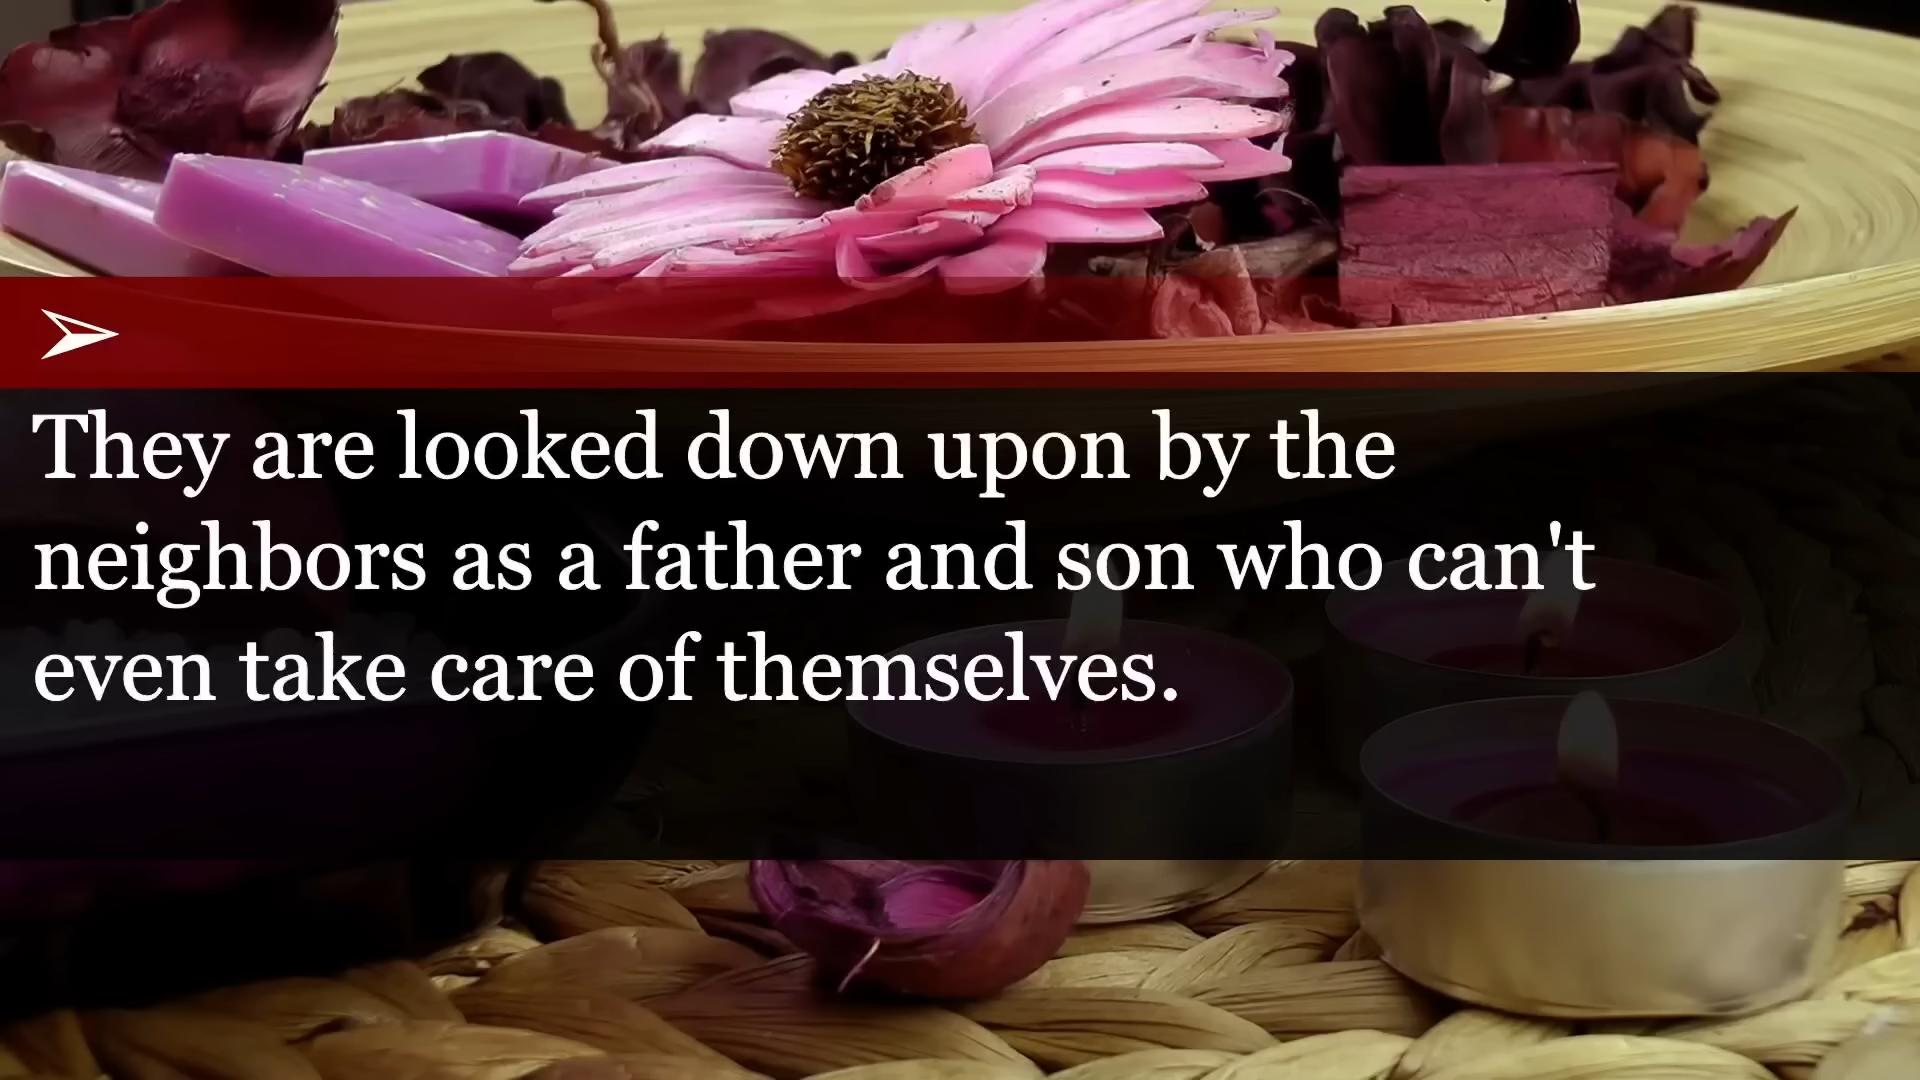 They are looked down upon by the
neighbors as a father and son who can't
even take care of themselves.